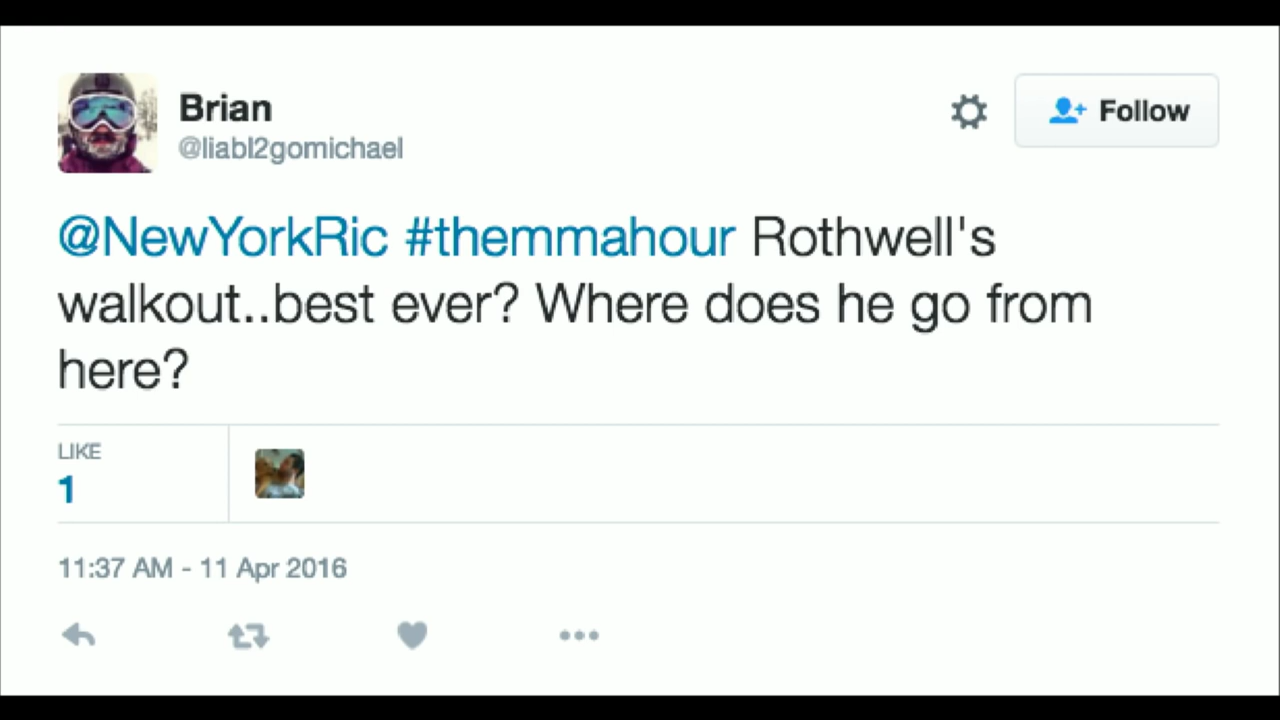 Brian
@liabl2gomichael
Follow
@NewYorkRic #themmahour Rothwell's
walkout..best ever? Where does he go from
here?
LIKE
1
11:37 AM - 11 Apr 2016